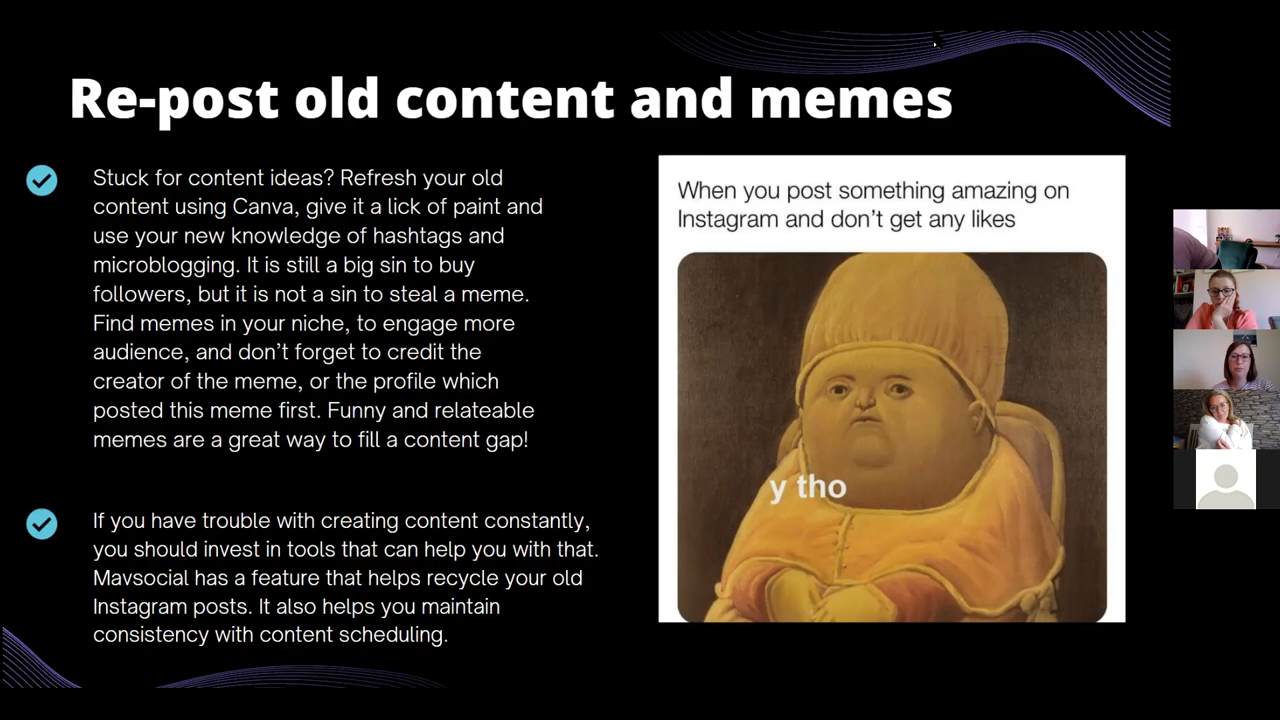 Re-post old content and memes
Stuck for content ideas? Refresh your old
content using Canva, give it a lick of paint and
use your new knowledge of hashtags and
microblogging. It is still a big sin to buy
followers, but it is not a sin to steal a meme.
Find memes in your niche, to engage more
audience, and don’t forget to credit the
creator of the meme, or the profile which
posted this meme first. Funny and relateable
memes are a great way to fill a content gap!
If you have trouble with creating content constantly,
you should invest in tools that can help you with that.
Mavsocial has a feature that helps recycle your old
Instagram posts. It also helps you maintain
consistency with content scheduling.
When you post something amazing on
Instagram and don’t get any likes
y tho